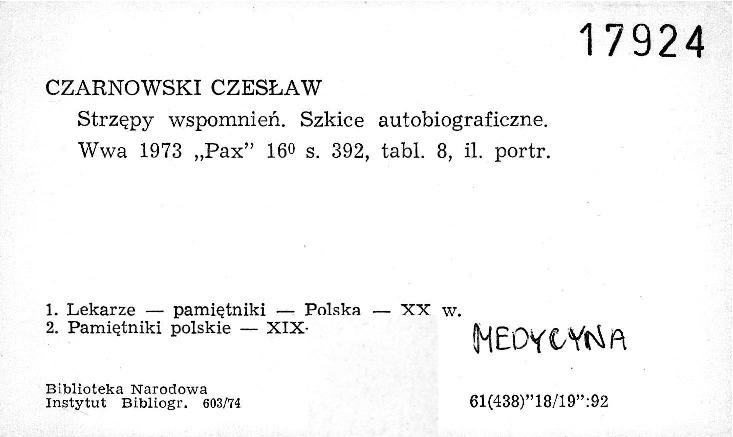 17924
CZARNOWSKI CZESŁAW
Strzępy wspomnień. Szkice autobiograficzne.
Wwa 1973 „Pax” 16⁰ s. 392, tabl. 8, il. portr.
1. Lekarze — pamiętniki — Polska — XX w.
2. Pamiętniki polskie — XIX-
MEDYCYNA
Biblioteka Narodowa
Instytut Bibliogr. 603/74
61(438)”18/19”:92